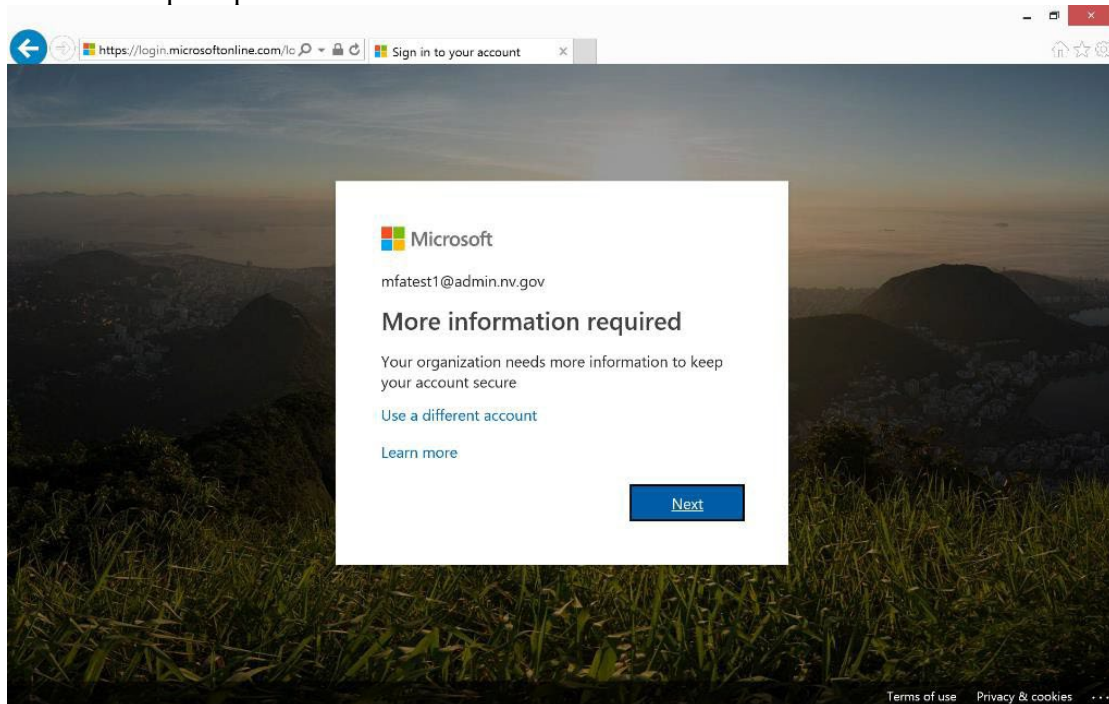 https://login.microsoftonline.com/lo
Sign in to your account
Microsoft
mfatest1@admin.nv.gov
More information required
Your organization needs more information to keep
your account secure
Use a different account
Learn more
Next
Terms of use Privacy & cookies ...